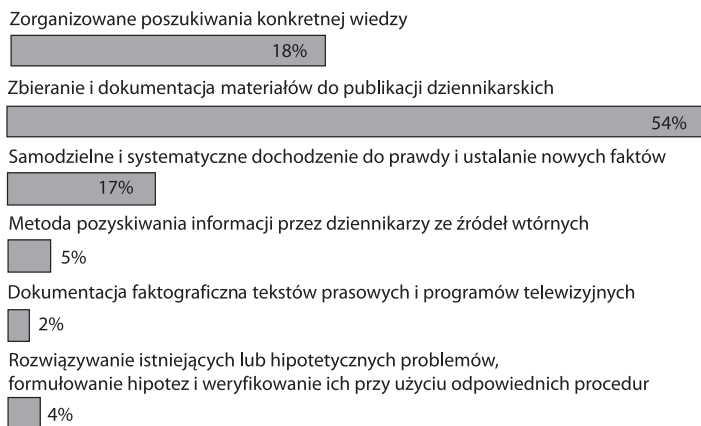 Zorganizowane poszukiwania konkretnej wiedzy
18%
Zbieranie i dokumentacja materiałów do publikacji dziennikarskich
54%
Samodzielne i systematyczne dochodzenie do prawdy i ustalanie nowych faktów
17%
Metoda pozyskiwania informacji przez dziennikarzy ze źródeł wtórnych
5%
Dokumentacja faktograficzna tekstów prasowych i programów telewizyjnych
2%
Rozwiązywanie istniejących lub hipotetycznych problemów,
formułowanie hipotez i weryfikowanie ich przy użyciu odpowiednich procedur
4%